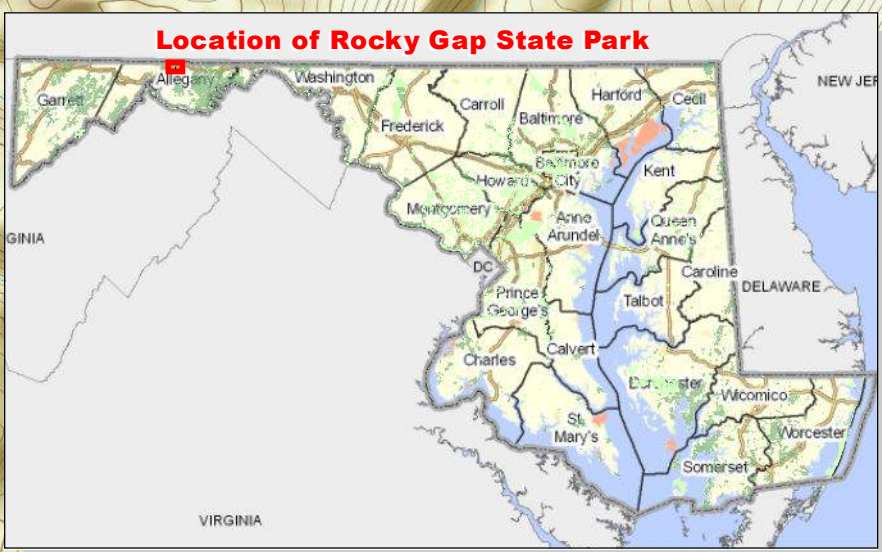 Location of Rocky Gap State Park
Garrett
Allegany
Washington
Frederick
Carroll
Baltimore
Harford
Cecil
NEW JER
Baltimore
City
Howard
Kent
Montgomery
Anne
Arundel
Queen
Anne's
GINIA
DC
Caroline
DELAWARE
Prince
George's
Talbot
Calvert
Charles
Dorchester
Wicomico
St.
Mary's
Worcester
Somerset
VIRGINIA